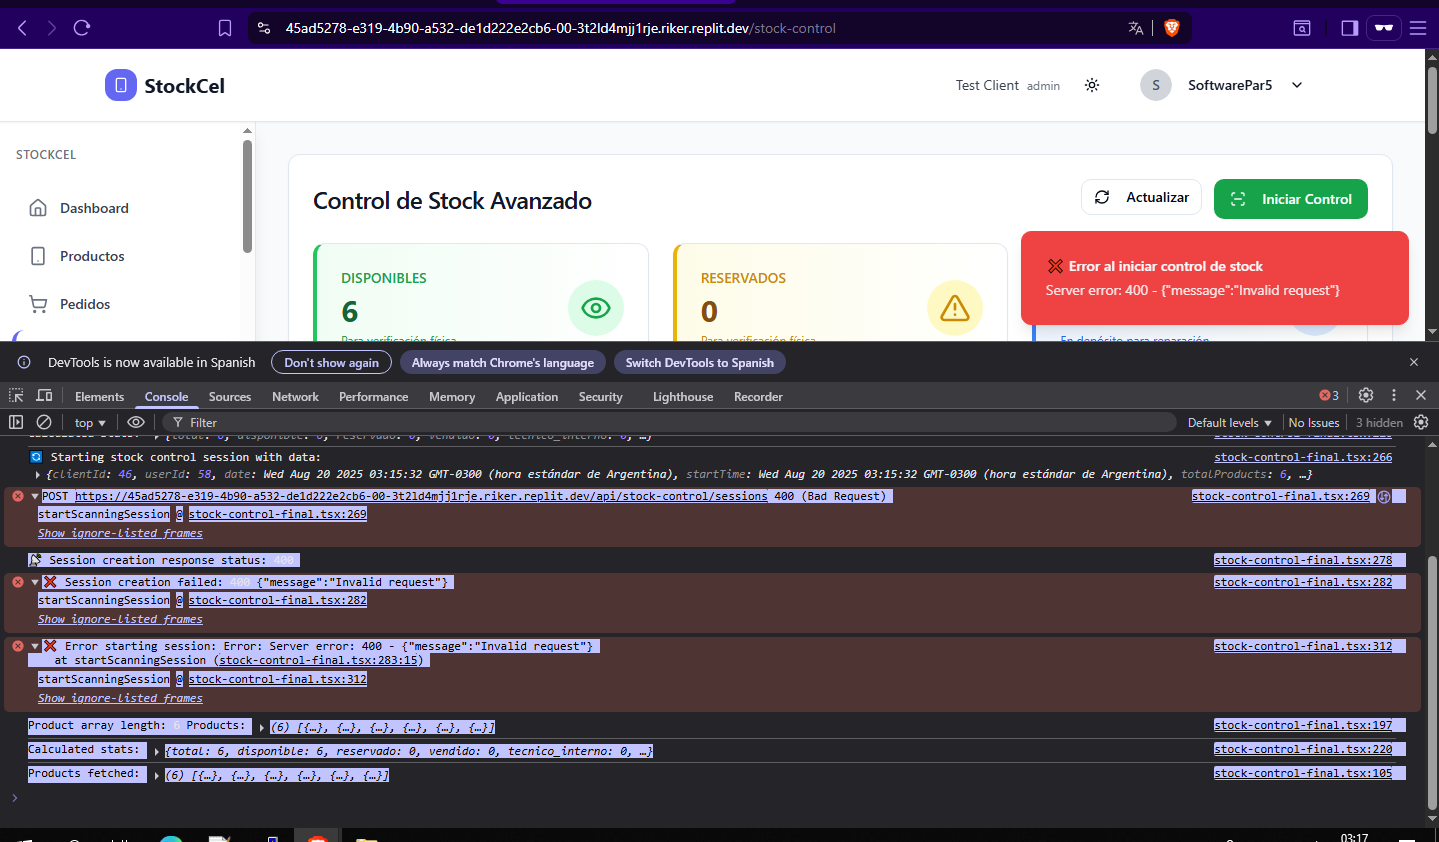 45ad5278-e319-4b90-a532-de1d222e2cb6-00-3t2ld4mjj1rje.riker.replit.dev/stock-control
StockCel
Test Client admin
S
SoftwarePar5
STOCKCEL
Dashboard
Productos
Pedidos
Control de Stock Avanzado
Actualizar
Iniciar Control
DISPONIBLES
6
Para verificación física
RESERVADOS
0
Para verificación física
En depósito para reparación
❌ Error al iniciar control de stock
Server error: 400 - {"message":"Invalid request"}
DevTools is now available in Spanish
Don't show again
Always match Chrome's language
Switch DevTools to Spanish
Elements Console Sources Network Performance Memory Application Security Lighthouse Recorder
3
top
Filter
Default levels
No Issues
3 hidden
🔄 Starting stock control session with data:
stock-control-final.tsx:266
{clientId: 46, userId: 58, date: Wed Aug 20 2025 03:15:32 GMT-0300 (hora estándar de Argentina), startTime: Wed Aug 20 2025 03:15:32 GMT-0300 (hora estándar de Argentina), totalProducts: 6, …}
POST https://45ad5278-e319-4b90-a532-de1d222e2cb6-00-3t2ld4mjj1rje.riker.replit.dev/api/stock-control/sessions 400 (Bad Request)
stock-control-final.tsx:269
startScanningSession @ stock-control-final.tsx:269
Show ignore-listed frames
Session creation response status: 400
stock-control-final.tsx:278
❌ Session creation failed: 400 {"message":"Invalid request"}
stock-control-final.tsx:282
startScanningSession @ stock-control-final.tsx:282
Show ignore-listed frames
❌ Error starting session: Error: Server error: 400 - {"message":"Invalid request"}
stock-control-final.tsx:312
at startScanningSession (stock-control-final.tsx:283:15)
startScanningSession @ stock-control-final.tsx:312
Show ignore-listed frames
Product array length: 6 Products: (6) [{…}, {…}, {…}, {…}, {…}, {…}]
stock-control-final.tsx:197
Calculated stats: {total: 6, disponible: 6, reservado: 0, vendido: 0, tecnico_interno: 0, …}
stock-control-final.tsx:220
Products fetched: (6) [{…}, {…}, {…}, {…}, {…}, {…}]
stock-control-final.tsx:105
03:17